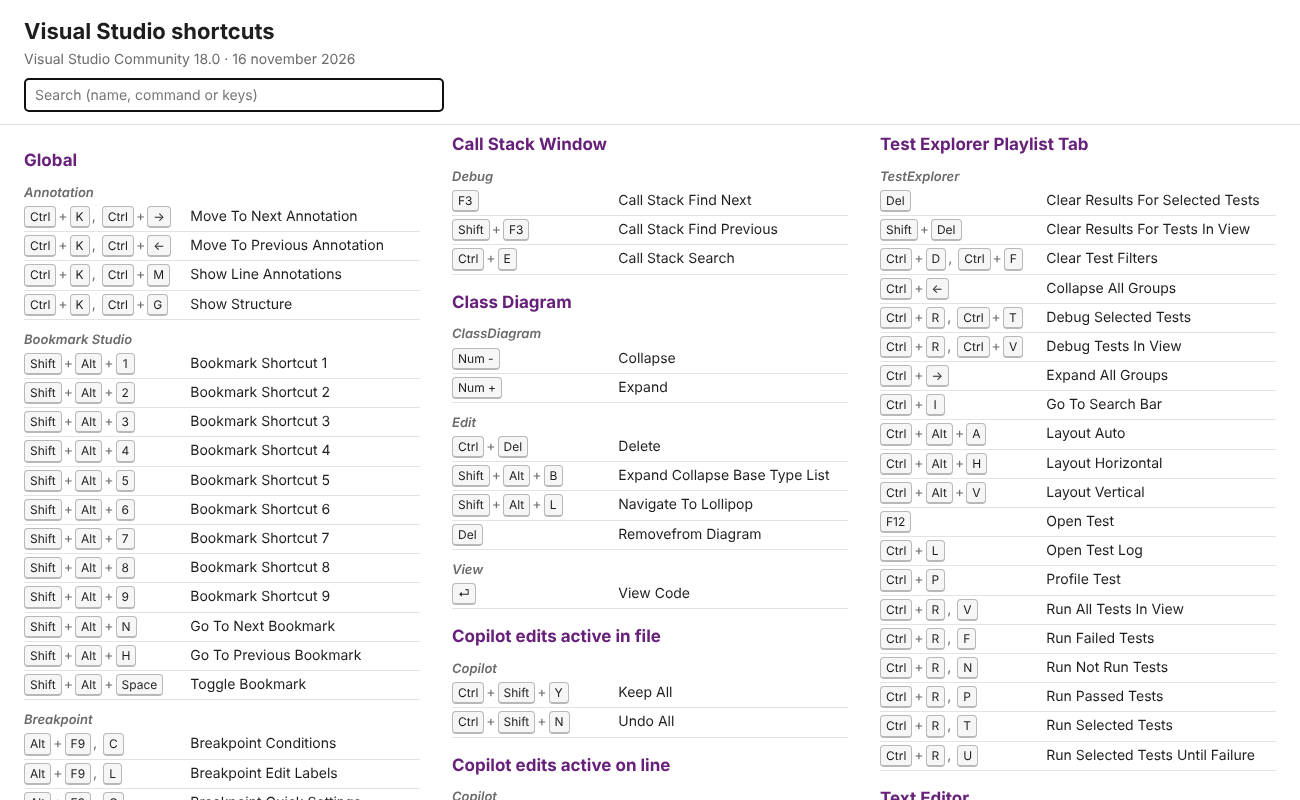 Visual Studio shortcuts
Visual Studio Community 18.0 · 16 november 2026
Search (name, command or keys)
Global
Annotation
Ctrl + K , Ctrl + → Move To Next Annotation
Ctrl + K , Ctrl + ← Move To Previous Annotation
Ctrl + K , Ctrl + M Show Line Annotations
Ctrl + K , Ctrl + G Show Structure
Bookmark Studio
Shift + Alt + 1 Bookmark Shortcut 1
Shift + Alt + 2 Bookmark Shortcut 2
Shift + Alt + 3 Bookmark Shortcut 3
Shift + Alt + 4 Bookmark Shortcut 4
Shift + Alt + 5 Bookmark Shortcut 5
Shift + Alt + 6 Bookmark Shortcut 6
Shift + Alt + 7 Bookmark Shortcut 7
Shift + Alt + 8 Bookmark Shortcut 8
Shift + Alt + 9 Bookmark Shortcut 9
Shift + Alt + N Go To Next Bookmark
Shift + Alt + H Go To Previous Bookmark
Shift + Alt + Space Toggle Bookmark
Breakpoint
Alt + F9 , C Breakpoint Conditions
Alt + F9 , L Breakpoint Edit Labels
Call Stack Window
Debug
F3 Call Stack Find Next
Shift + F3 Call Stack Find Previous
Ctrl + E Call Stack Search
Class Diagram
ClassDiagram
Num - Collapse
Num + Expand
Edit
Ctrl + Del Delete
Shift + Alt + B Expand Collapse Base Type List
Shift + Alt + L Navigate To Lollipop
Del Removefrom Diagram
View
⏎ View Code
Copilot edits active in file
Copilot
Ctrl + Shift + Y Keep All
Ctrl + Shift + N Undo All
Copilot edits active on line
Copilot
Test Explorer Playlist Tab
TestExplorer
Del Clear Results For Selected Tests
Shift + Del Clear Results For Tests In View
Ctrl + D , Ctrl + F Clear Test Filters
Ctrl + ← Collapse All Groups
Ctrl + R , Ctrl + T Debug Selected Tests
Ctrl + R , Ctrl + V Debug Tests In View
Ctrl + → Expand All Groups
Ctrl + I Go To Search Bar
Ctrl + Alt + A Layout Auto
Ctrl + Alt + H Layout Horizontal
Ctrl + Alt + V Layout Vertical
F12 Open Test
Ctrl + L Open Test Log
Ctrl + P Profile Test
Ctrl + R , V Run All Tests In View
Ctrl + R , F Run Failed Tests
Ctrl + R , N Run Not Run Tests
Ctrl + R , P Run Passed Tests
Ctrl + R , T Run Selected Tests
Ctrl + R , U Run Selected Tests Until Failure
Text Editor